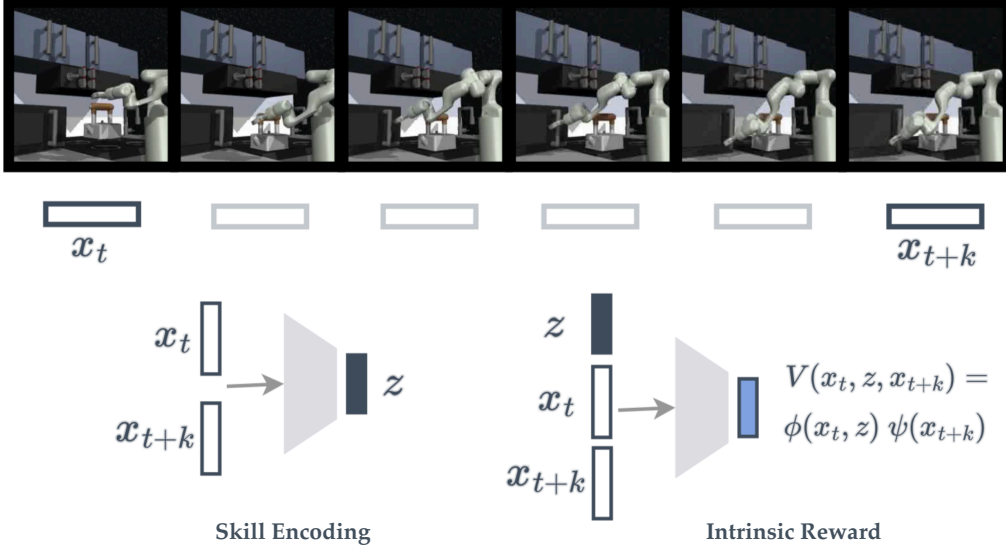 x_t x_{t+k}
x_t
x_{t+k}
z
Skill Encoding
z
x_t
x_{t+k}
V(x_t, z, x_{t+k}) =
ϕ(x_t, z) ψ(x_{t+k})
Intrinsic Reward